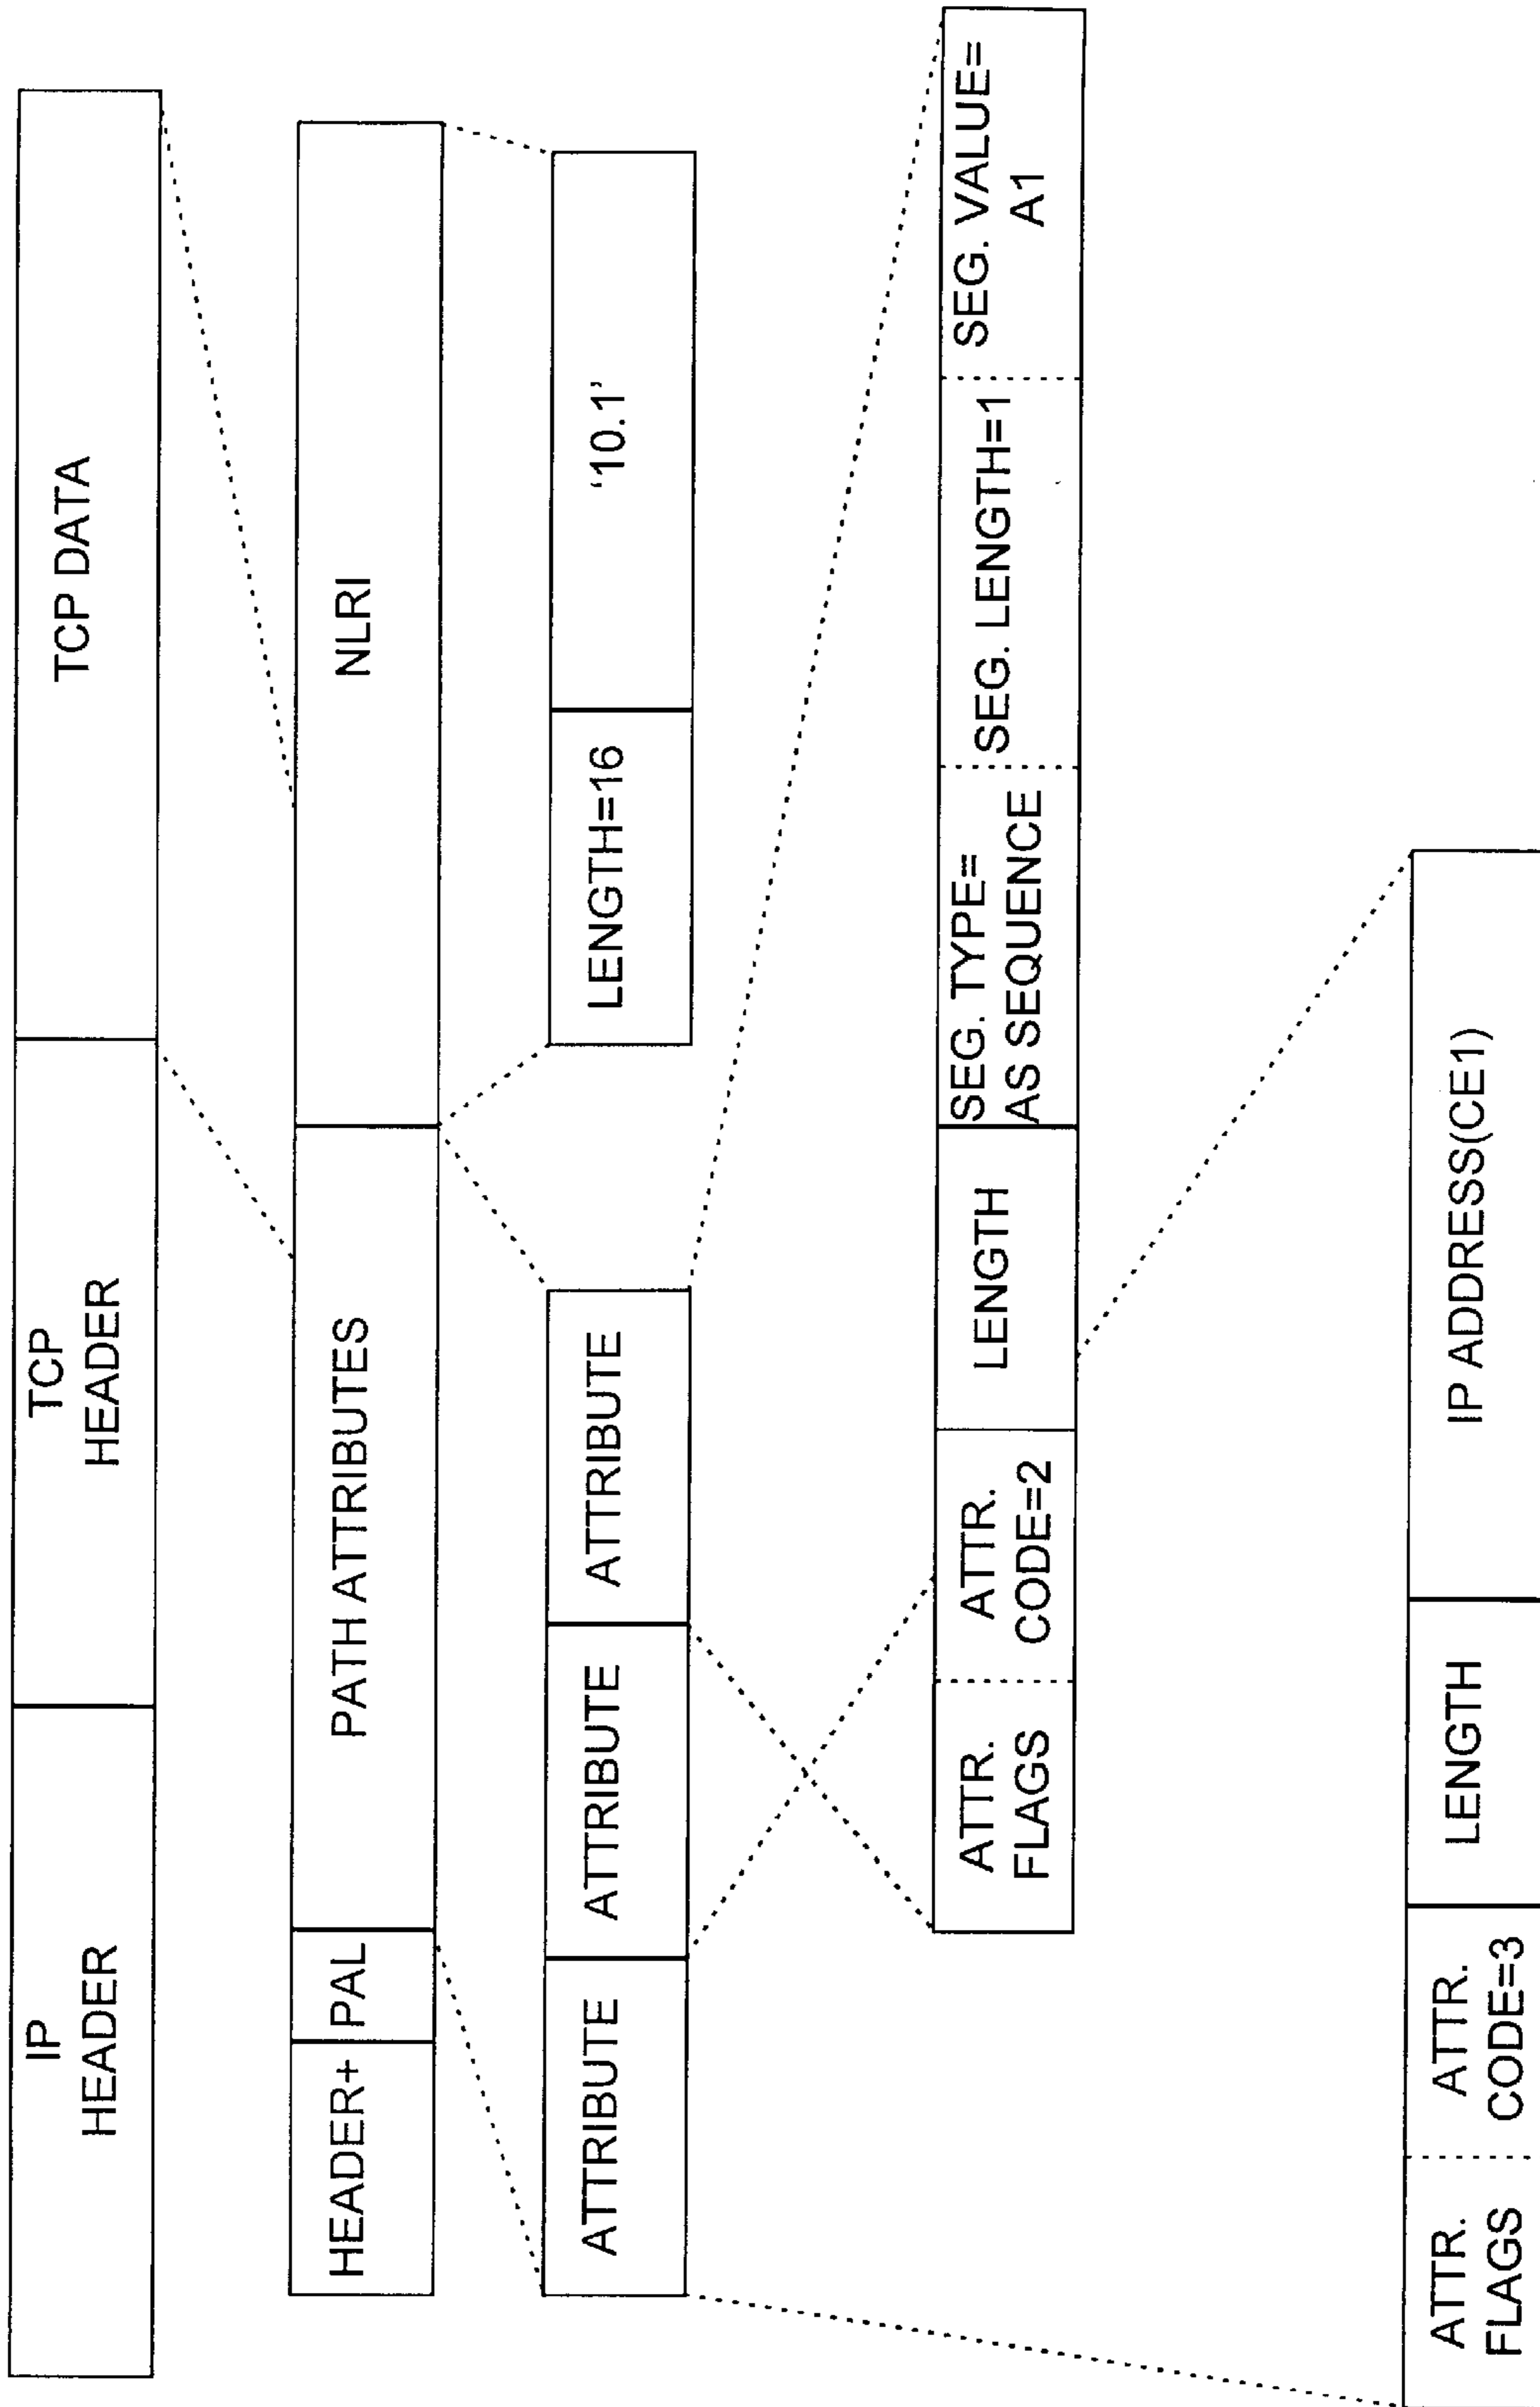 IP
HEADER
TCP
HEADER
TCP DATA
HEADER+
PAL
PATH ATTRIBUTES
NLRI
ATTRIBUTE
ATTRIBUTE
ATTRIBUTE
LENGTH=16
'10.1'
ATTR.
FLAGS
ATTR.
CODE=2
LENGTH
SEG. TYPE=
AS SEQUENCE
SEG. LENGTH=1
SEG. VALUE=
A1
ATTR.
FLAGS
ATTR.
CODE=3
LENGTH
IP ADDRESS(CE1)